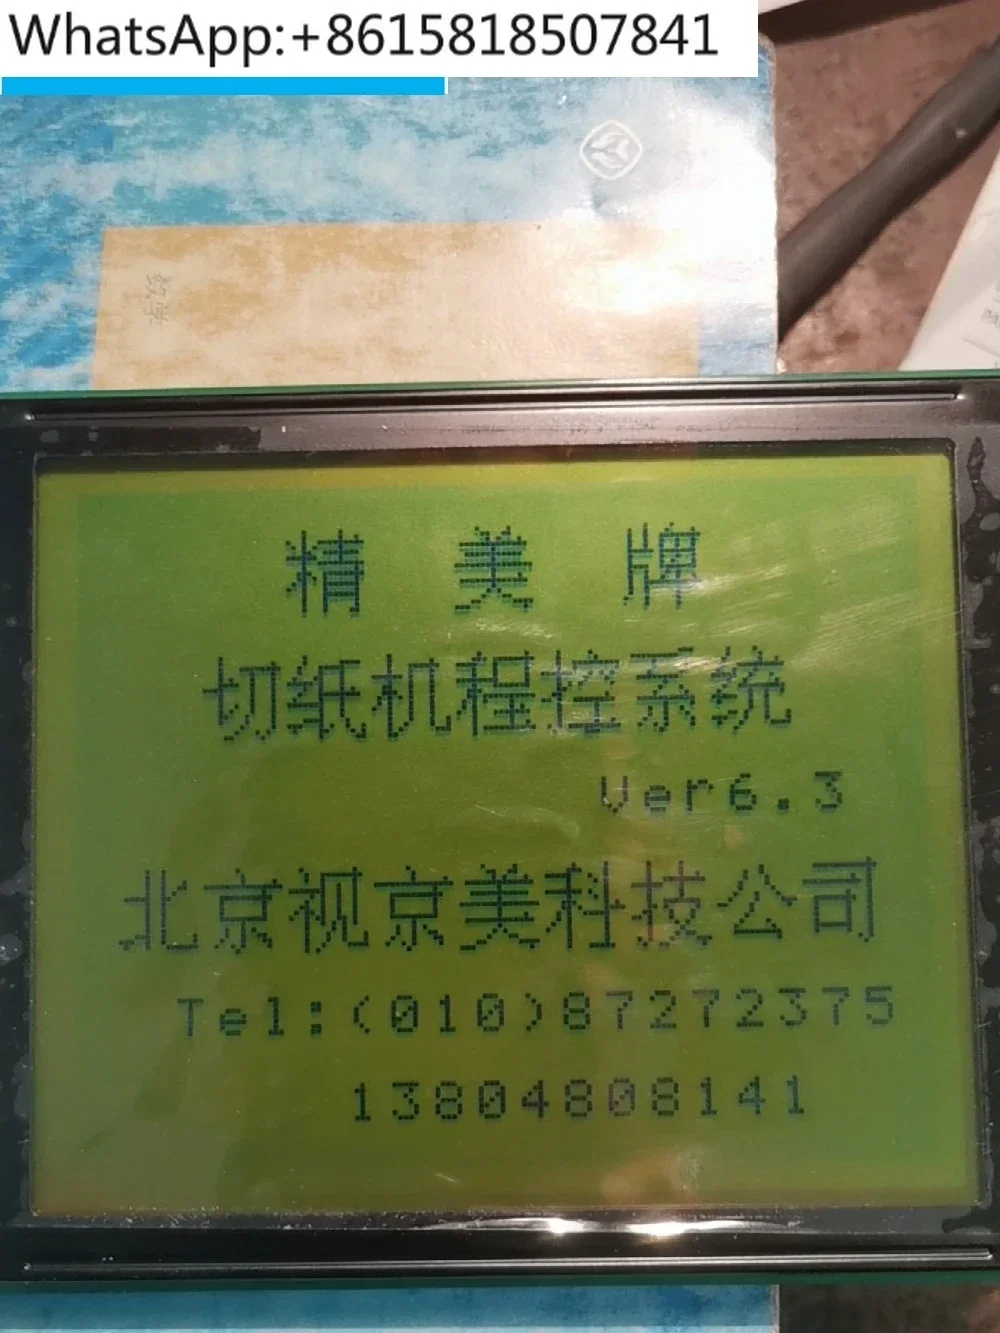 WhatsApp:+8615818507841
精美牌
切纸机程控系统
Ver6.3
北京视京美科技公司
Tel:(010)87272375
13804808141